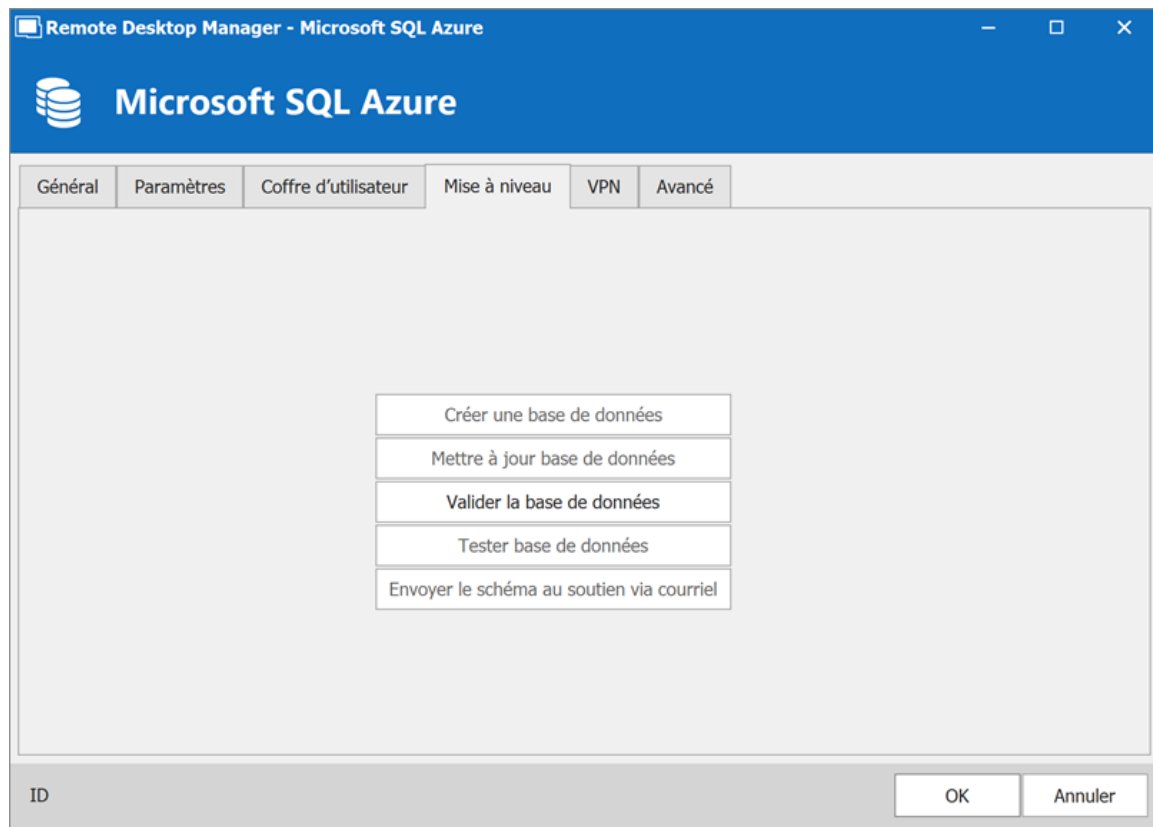 Remote Desktop Manager - Microsoft SQL Azure
Microsoft SQL Azure
Général Paramètres Coffre d'utilisateur Mise à niveau VPN Avancé
Créer une base de données
Mettre à jour base de données
Valider la base de données
Tester base de données
Envoyer le schéma au soutien via courriel
ID OK Annuler